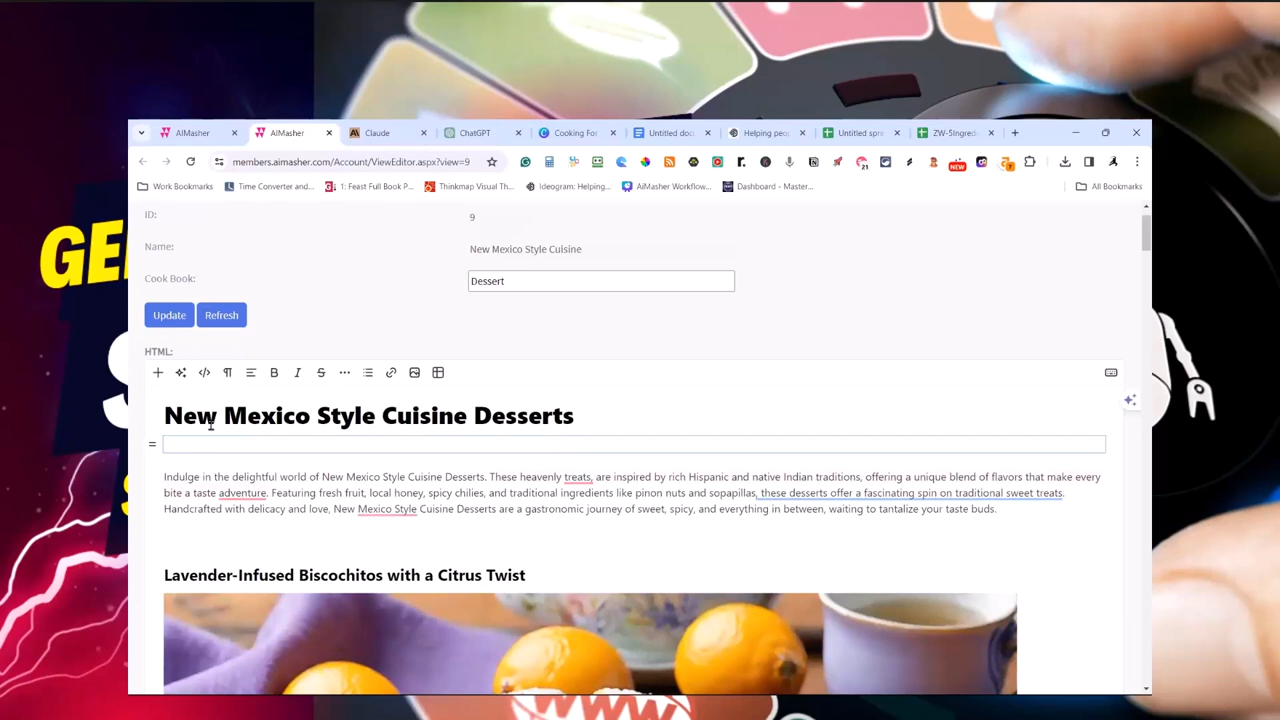 GE
S
S
AIMasher
AIMasher
Claude
ChatGPT
Cooking For
Untitled doc
Helping peo
Untitled spre
ZW-5Ingred
members.aimasher.com/Account/ViewEditor.aspx?view=9
21
NEW
7
Work Bookmarks
Time Converter and...
1: Feast Full Book P...
Thinkmap Visual Th...
Ideogram: Helping...
AiMasher Workflow...
Dashboard - Master...
All Bookmarks
ID:
9
Name:
New Mexico Style Cuisine
Cook Book:
Dessert
Update
Refresh
HTML:
New Mexico Style Cuisine Desserts
Indulge in the delightful world of New Mexico Style Cuisine Desserts. These heavenly treats, are inspired by rich Hispanic and native Indian traditions, offering a unique blend of flavors that make every
bite a taste adventure. Featuring fresh fruit, local honey, spicy chilies, and traditional ingredients like pinon nuts and sopapillas, these desserts offer a fascinating spin on traditional sweet treats.
Handcrafted with delicacy and love, New Mexico Style Cuisine Desserts are a gastronomic journey of sweet, spicy, and everything in between, waiting to tantalize your taste buds.
Lavender-Infused Biscochitos with a Citrus Twist
www